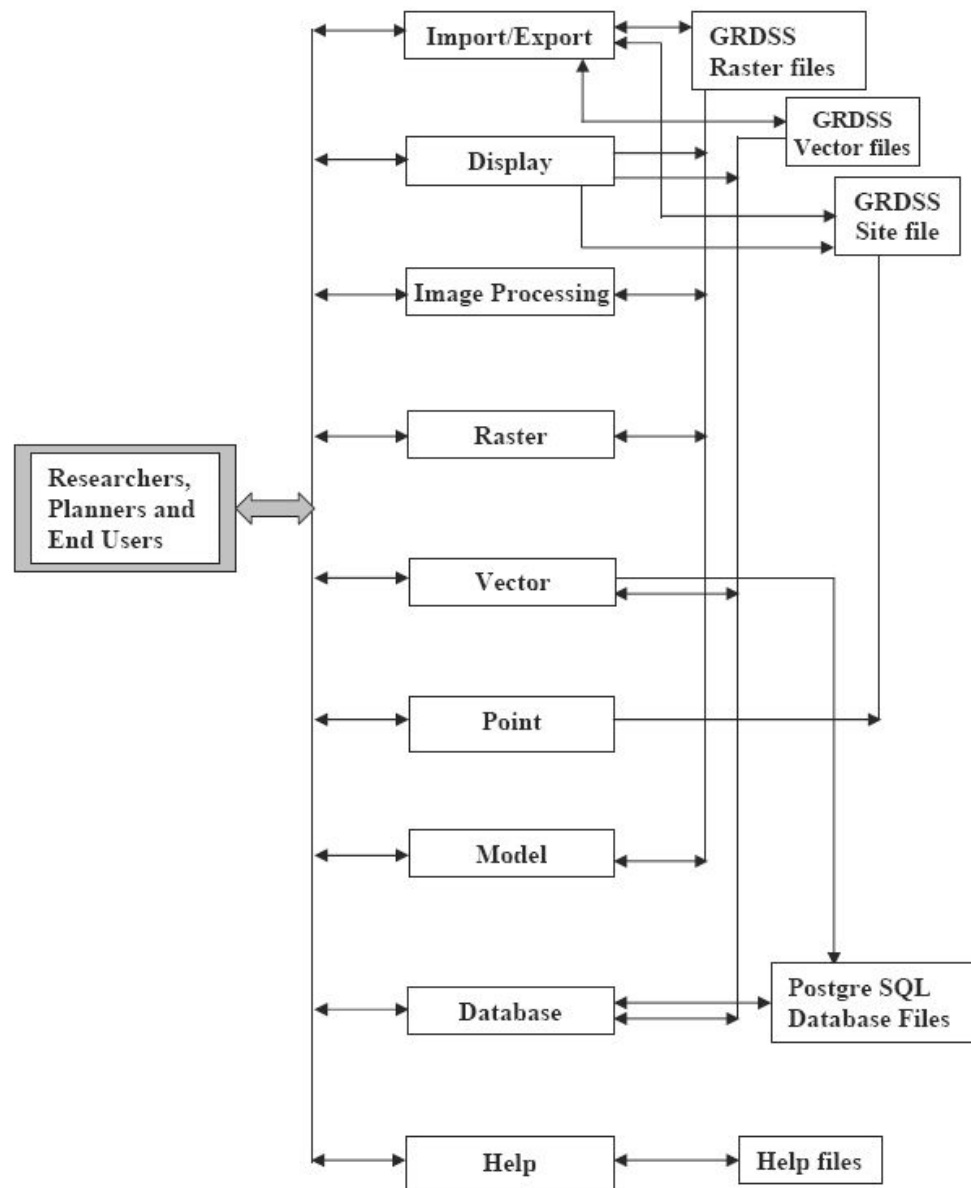 Import/Export
GRDSS
Raster files
GRDSS
Vector files
Display
GRDSS
Site file
Image Processing
Raster
Researchers,
Planners and
End Users
Vector
Point
Model
Database
Postgre SQL
Database Files
Help
Help files